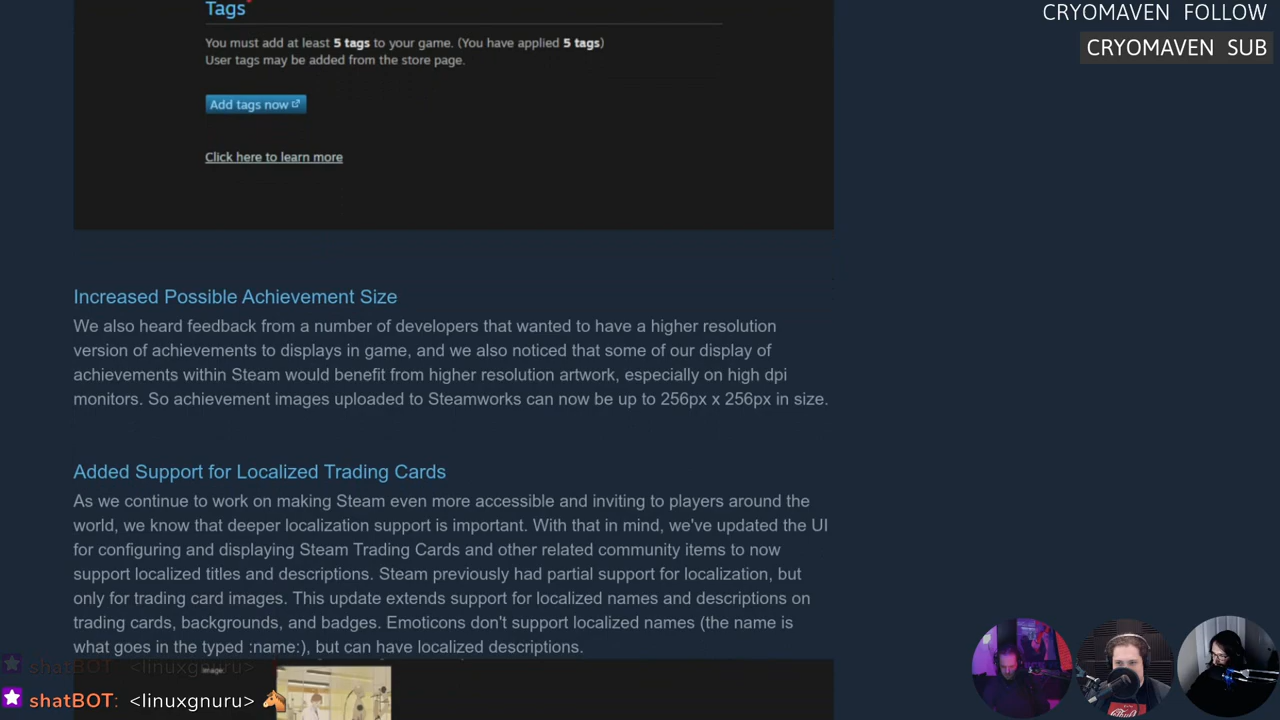 CRYOMAVEN FOLLOW
CRYOMAVEN SUB
Tags*
You must add at least 5 tags to your game. (You have applied 5 tags)
User tags may be added from the store page.
Add tags now
Click here to learn more
Increased Possible Achievement Size
We also heard feedback from a number of developers that wanted to have a higher resolution
version of achievements to displays in game, and we also noticed that some of our display of
achievements within Steam would benefit from higher resolution artwork, especially on high dpi
monitors. So achievement images uploaded to Steamworks can now be up to 256px x 256px in size.
Added Support for Localized Trading Cards
As we continue to work on making Steam even more accessible and inviting to players around the
world, we know that deeper localization support is important. With that in mind, we've updated the UI
for configuring and displaying Steam Trading Cards and other related community items to now
support localized titles and descriptions. Steam previously had partial support for localization, but
only for trading card images. This update extends support for localized names and descriptions on
trading cards, backgrounds, and badges. Emoticons don't support localized names (the name is
what goes in the typed :name:), but can have localized descriptions.
shatBOT: <linuxgnuru>
Image:
shatBOT: <linuxgnuru> 🐴